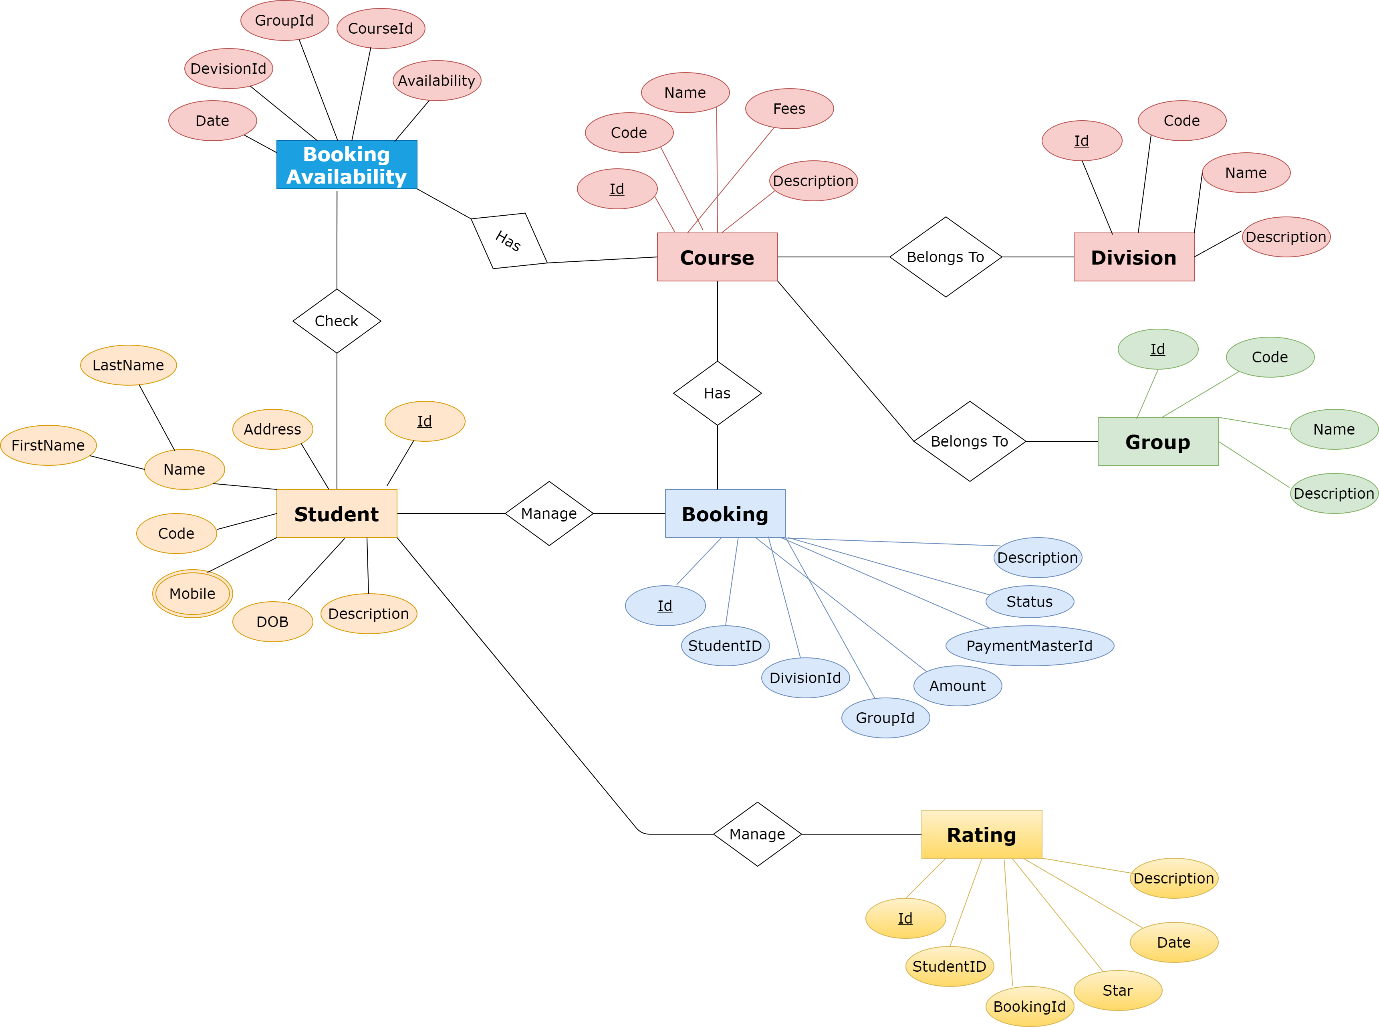 GroupId
CourseId
DevisionId
Availability
Date
Booking
Availability
Has
Name
Fees
Code
Id
Description
Course
Belongs To
Id
Code
Name
Description
Division
Check
Has
Belongs To
Id
Code
Name
Description
Group
LastName
FirstName
Name
Address
Id
Student
Code
Mobile
DOB
Description
Manage
Booking
Description
Status
PaymentMasterId
Amount
GroupId
DivisionId
StudentID
Id
Manage
Rating
Description
Date
Star
BookingId
StudentID
Id